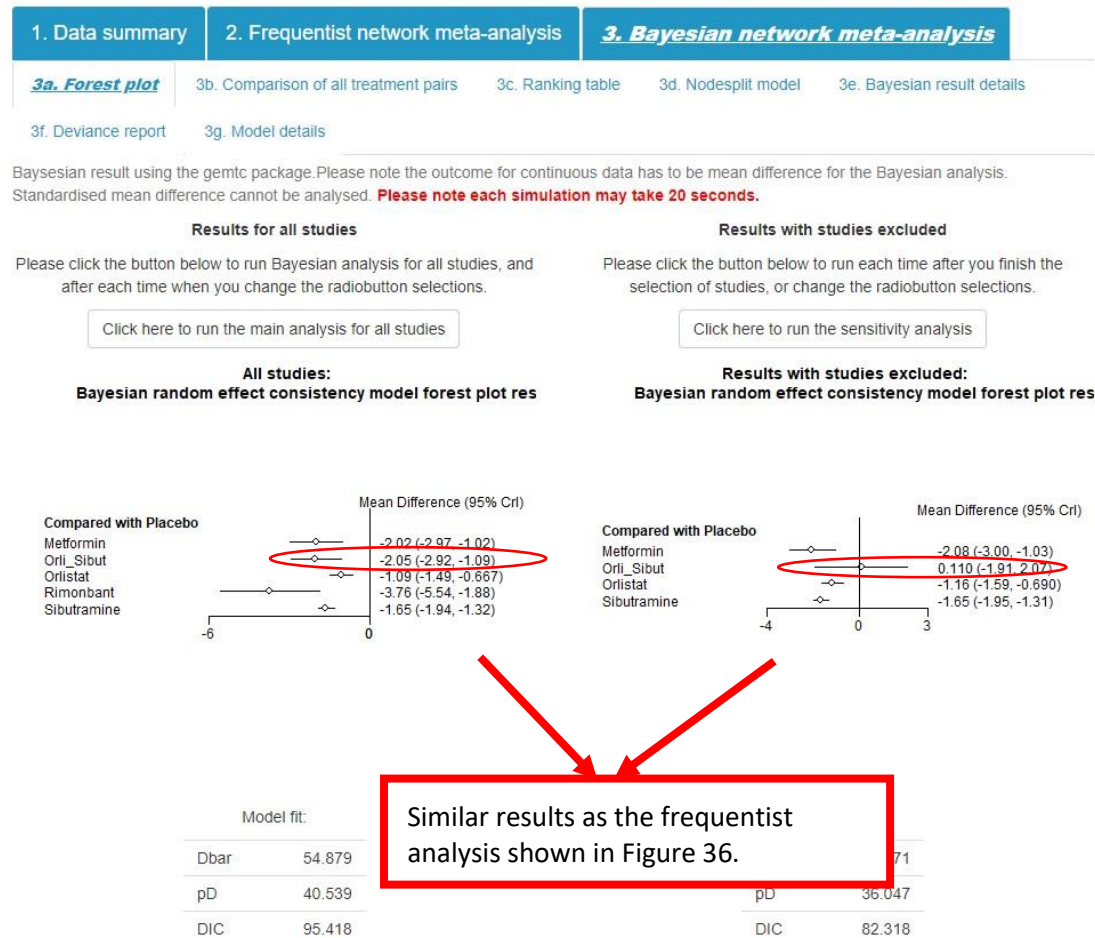 1. Data summary
2. Frequentist network meta-analysis
3. Bayesian network meta-analysis
3a. Forest plot
3b. Comparison of all treatment pairs
3c. Ranking table
3d. Nodesplit model
3e. Bayesian result details
3f. Deviance report
3g. Model details
Baysesian result using the gemtc package.Please note the outcome for continuous data has to be mean difference for the Bayesian analysis.
Standardised mean difference cannot be analysed. Please note each simulation may take 20 seconds.
Results for all studies
Please click the button below to run Bayesian analysis for all studies, and
after each time when you change the radiobutton selections.
Click here to run the main analysis for all studies
All studies:
Bayesian random effect consistency model forest plot res
Results with studies excluded
Please click the button below to run each time after you finish the
selection of studies, or change the radiobutton selections.
Click here to run the sensitivity analysis
Results with studies excluded:
Bayesian random effect consistency model forest plot res
Mean Difference (95% CrI)
Compared with Placebo
Metformin -2.02 (-2.97, -1.02)
Orli_Sibut -2.05 (-2.92, -1.09)
Orlistat -1.09 (-1.49, -0.667)
Rimonbant -3.76 (-5.54, -1.88)
Sibutramine -1.65 (-1.94, -1.32)
-6 0
Mean Difference (95% CrI)
Compared with Placebo
Metformin -2.08 (-3.00, -1.03)
Orli_Sibut 0.110 (-1.91, 2.07)
Orlistat -1.16 (-1.59, -0.690)
Sibutramine -1.65 (-1.95, -1.31)
-4 0 3
Similar results as the frequentist
analysis shown in Figure 36.
Model fit:
Dbar 54.879
pD 40.539
DIC 95.418
71
pD 36.047
DIC 82.318